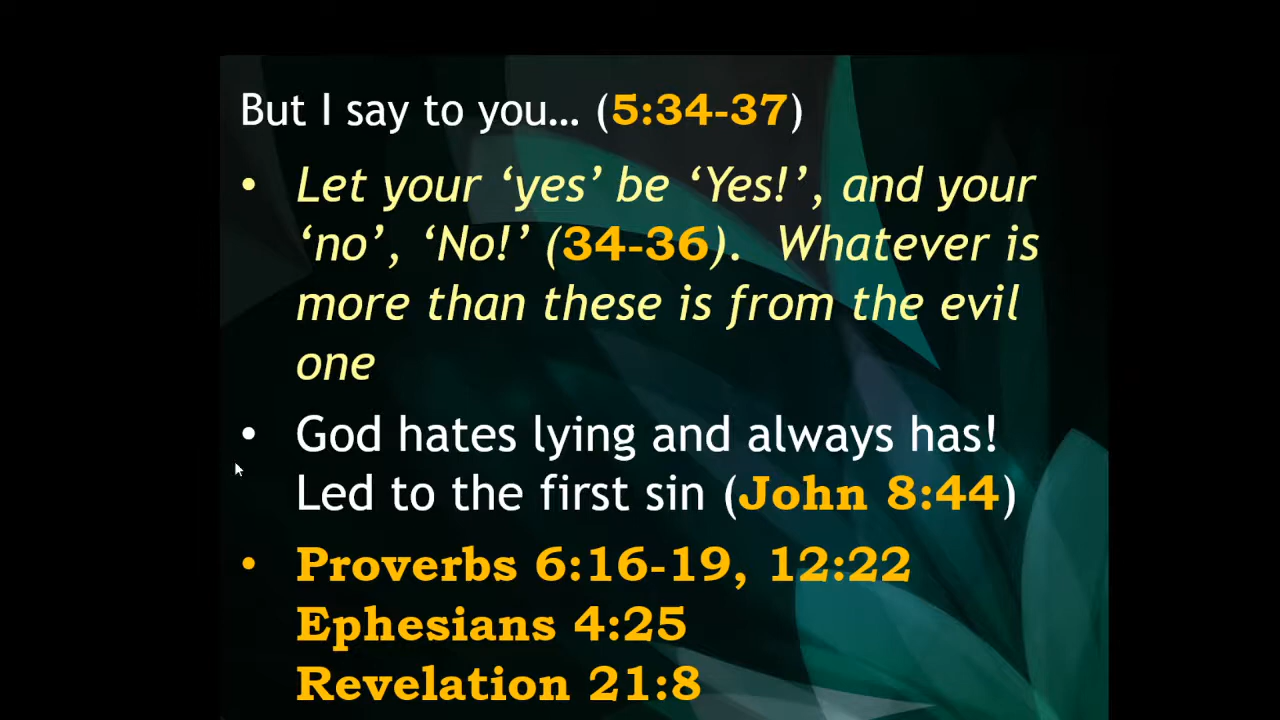 But I say to you… (5:34-37)
• Let your ‘yes’ be ‘Yes!’, and your
‘no’, ‘No!’ (34-36).  Whatever is
more than these is from the evil
one
• God hates lying and always has!
Led to the first sin (John 8:44)
• Proverbs 6:16-19, 12:22
Ephesians 4:25
Revelation 21:8